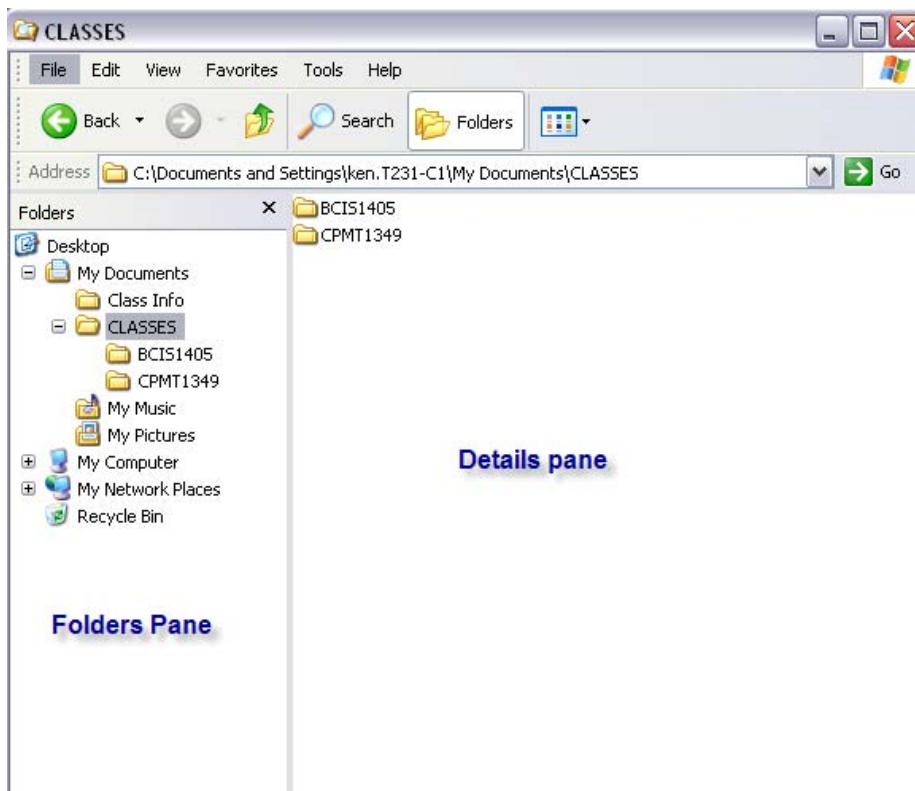 CLASSES
File Edit View Favorites Tools Help
Back Search Folders
Address C:\Documents and Settings\ken.T231-C1\My Documents\CLASSES Go
Folders
Desktop
My Documents
Class Info
CLASSES
BCIS1405
CPMT1349
My Music
My Pictures
My Computer
My Network Places
Recycle Bin
Folders Pane
BCIS1405
CPMT1349
Details pane